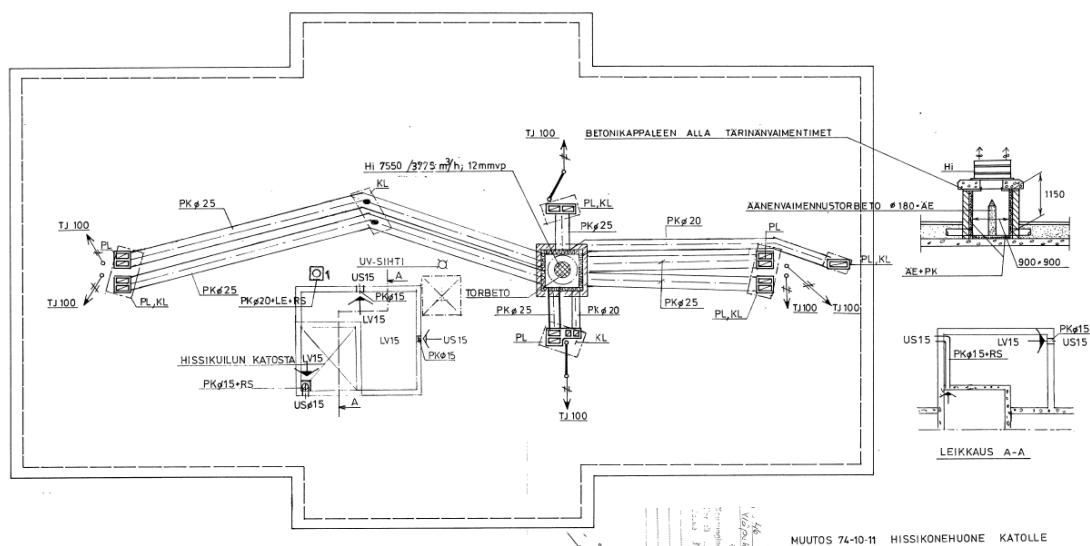 TJ 100
BETONIKAPPALEEN ALLA TÄRINÄNVAIMENTIMET
Hi 7550 /3775 m³/h; 12mmvp
Hi
KL
1150
PKø25
PL,KL
ÄÄNENVAIMENNUSTORBETO ø180+ÄE
PKø25
PKø20
TJ 100
PL
PL
PL,KL
UV-SIHTI
ÄE+PK
900*900
US15
A
TJ 100
PL,KL
PKø25
PKø20+LE+RS
PKø15
TORBETO
PKø25
LV15
PKø25
PKø20
PL,KL
TJ100
TJ100
PL
KL
LV15
US15
PKø15
HISSIKUILUN KATOSTA
LV15
PKø15+RS
USø15
A
TJ 100
US15
LV15
PKø15
US15
PKø15+RS
LEIKKAUS A-A
MUUTOS 74-10-11 HISSIKONEHUONE KATOLLE